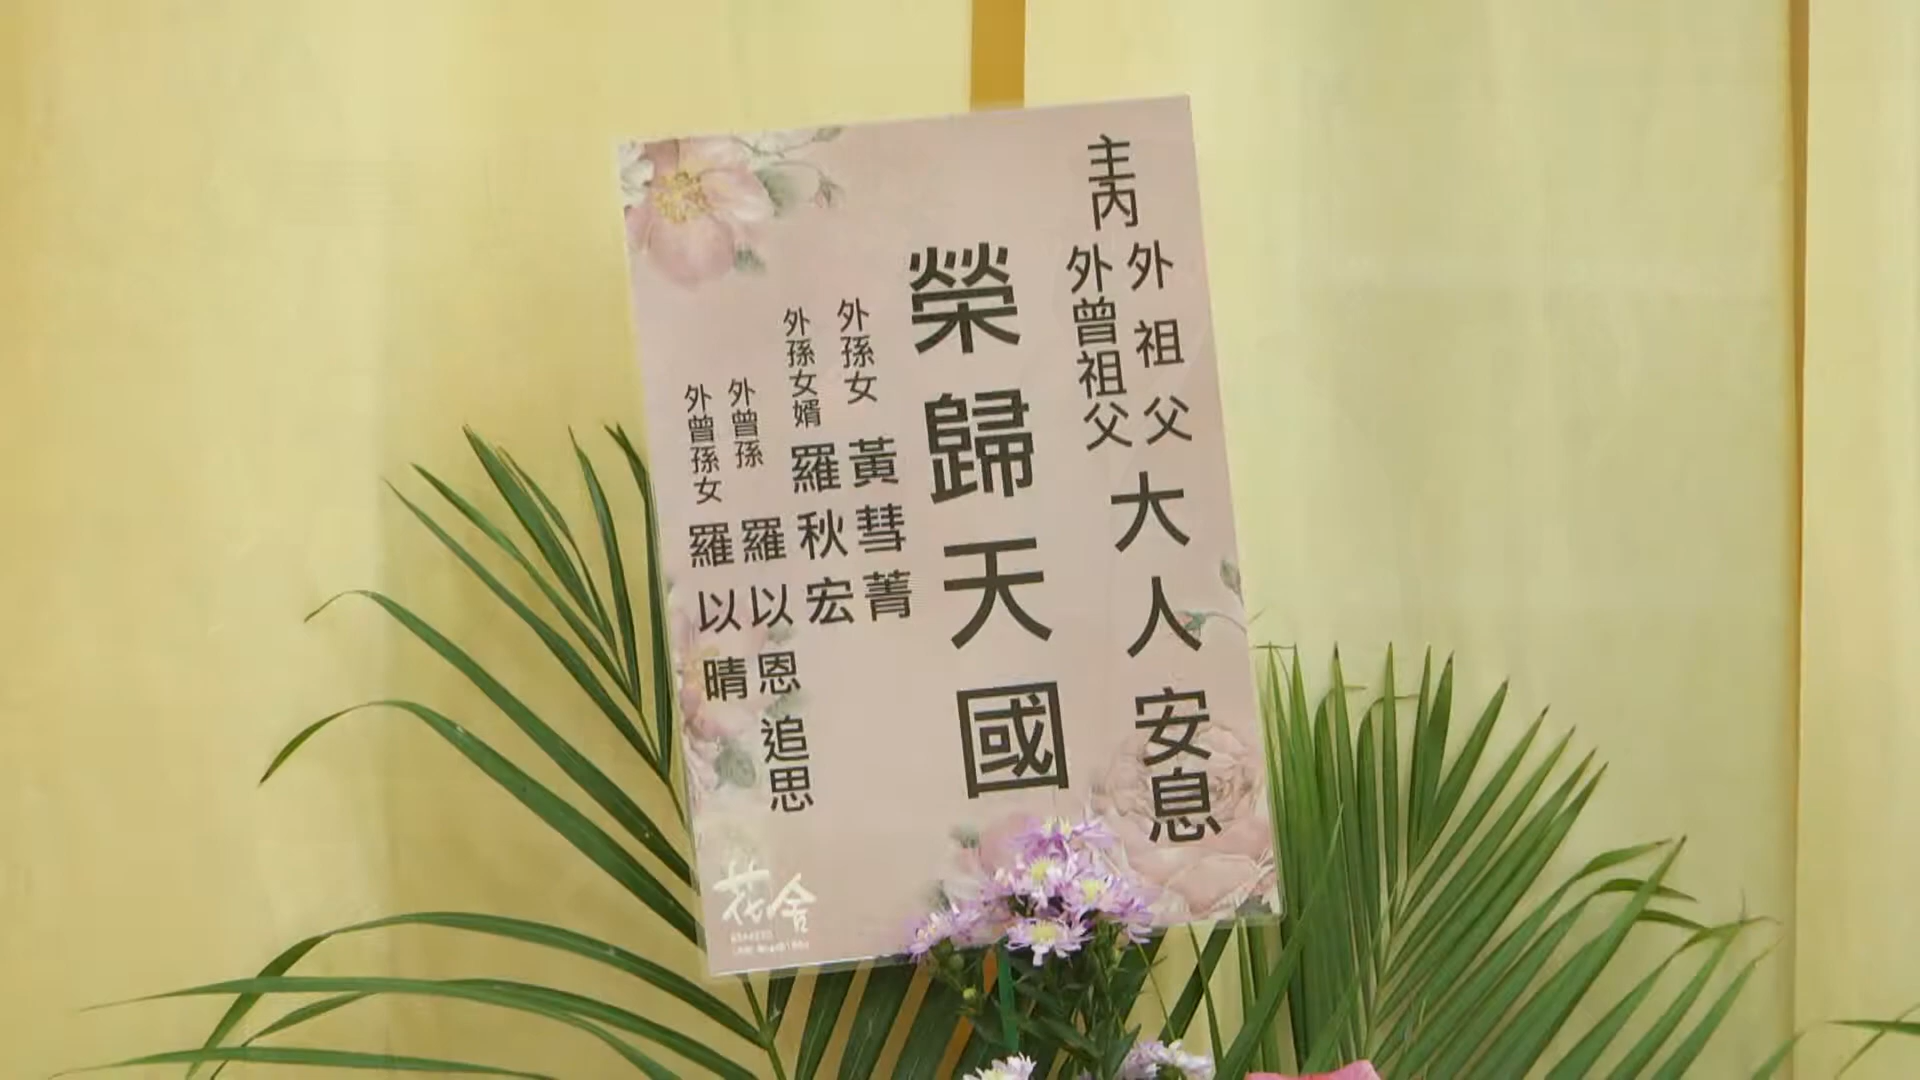 主內
外祖父
外曾祖父
大人安息
榮歸天國
外孫女 黃彗菁
外孫女婿 羅秋宏
外曾孫 羅以恩
外曾孫女 羅以晴
追思
花舍